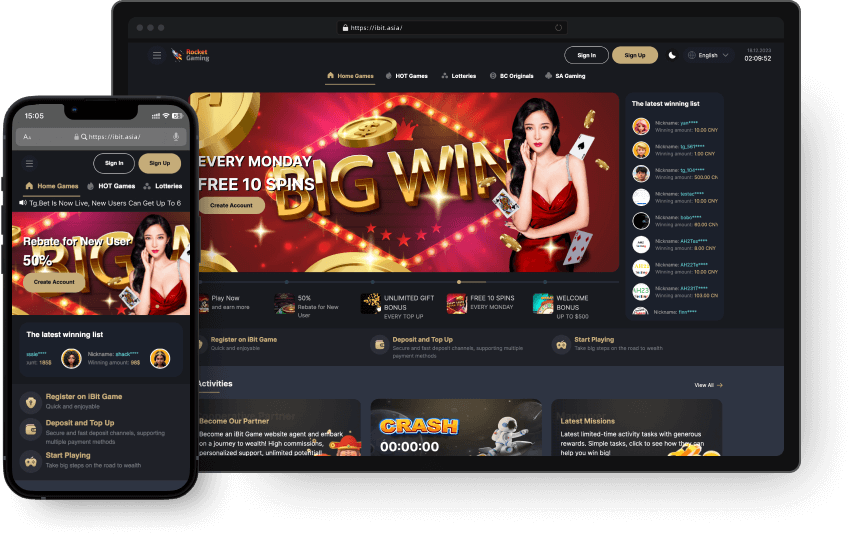 https://ibit.asia/
Rocket
Gaming
Sign In
Sign Up
English
18.12.2023
02:09:52
Home Games
HOT Games
Lotteries
BC Originals
SA Gaming
BIG WIN
EVERY MONDAY
FREE 10 SPINS
Create Account
The latest winning list
Nickname: yan****
Winning amount: 10.00 CNY
Nickname: tg_561****
Winning amount: 1.00 CNY
Nickname: tg_104****
Winning amount: 500.00 CN
Nickname:
Winning amount: 10.00 CNY
Nickname: babo****
Winning amount: 80.00 CNY
Nickname: AH2Tes****
Winning amount: 8.00 CNY
Nickname: AH22Te****
Winning amount: 10.00 CNY
Nickname: AH231T****
Winning amount: 103.00 CN
Nickname:
Play Now
and earn more
50%
Rebate for New
User
UNLIMITED GIFT
BONUS
EVERY TOP UP
FREE 10 SPINS
EVERY MONDAY
WELCOME
BONUS
UP TO $500
Register on iBit Game
Quick and enjoyable
Deposit and Top Up
Secure and fast deposit channels, supporting multiple
payment methods
Start Playing
Take big steps on the road to wealth
Activities
View All
Become Our Partner
Become an iBit Game website agent and embark
on a journey to wealth! High commissions,
personalized support, unlimited potential!
CRASH
00:00:00
Latest Missions
Latest limited-time activity tasks with generous
rewards. Simple tasks, click to see how they can
help you win big!
15:05
AA
https://ibit.asia/
Sign In
Sign Up
Home Games
HOT Games
Lotteries
Tg.Bet Is Now Live, New Users Can Get Up To 6
BIG WIN
Rebate for New User
50%
Create Account
The latest winning list
Nickname: shack****
unt: 185$
Winning amount: 98$
Register on iBit Game
Quick and enjoyable
Deposit and Top Up
Secure and fast deposit channels, supporting
multiple payment methods
Start Playing
Take big steps on the road to wealth